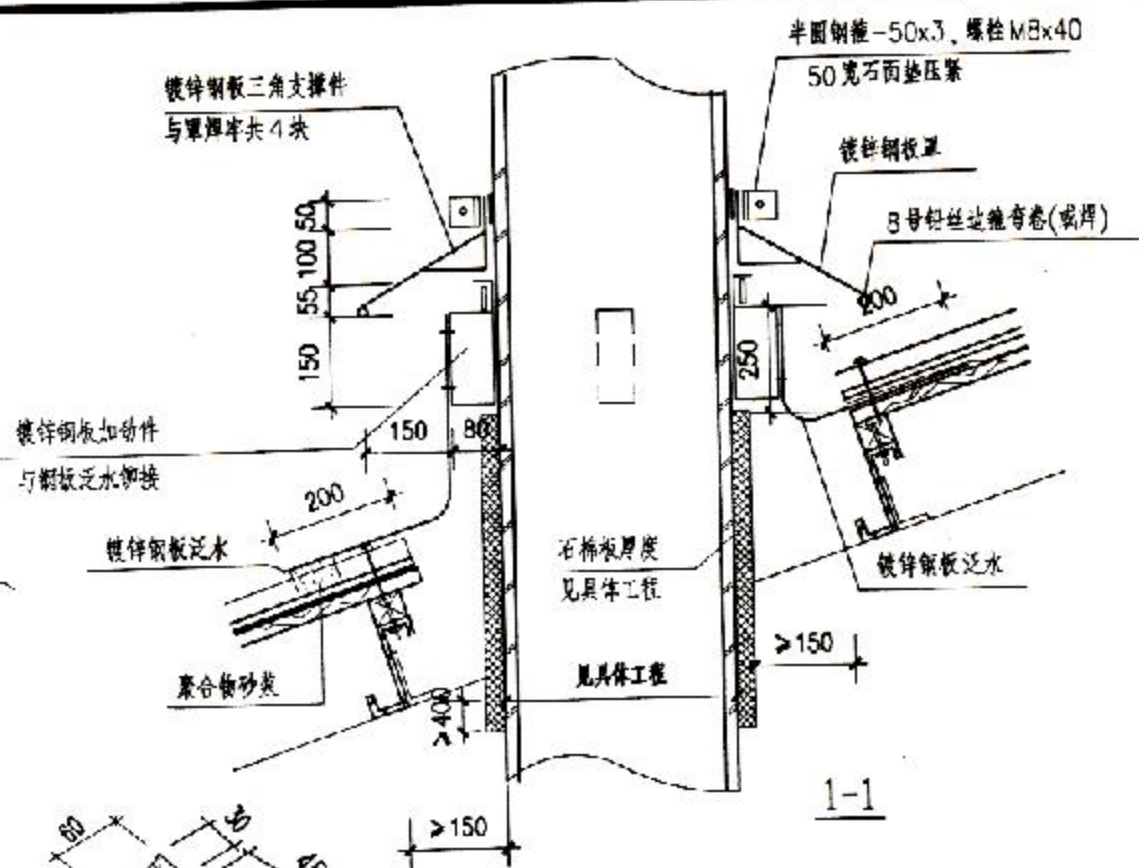 半圆钢箍-50x3、螺栓M8x40
50宽石面垫压紧
镀锌钢板三角支撑件
与罩焊牢共4块
镀锌钢板罩
8号铅丝边箍弯卷(或焊)
50
100
55
150
200
250
镀锌钢板加劲件
与钢板泛水铆接
150
80
200
镀锌钢板泛水
石棉板厚度
见具体工程
镀锌钢板泛水
≥150
聚合物砂浆
见具体工程
≥400
1-1
≥150
60